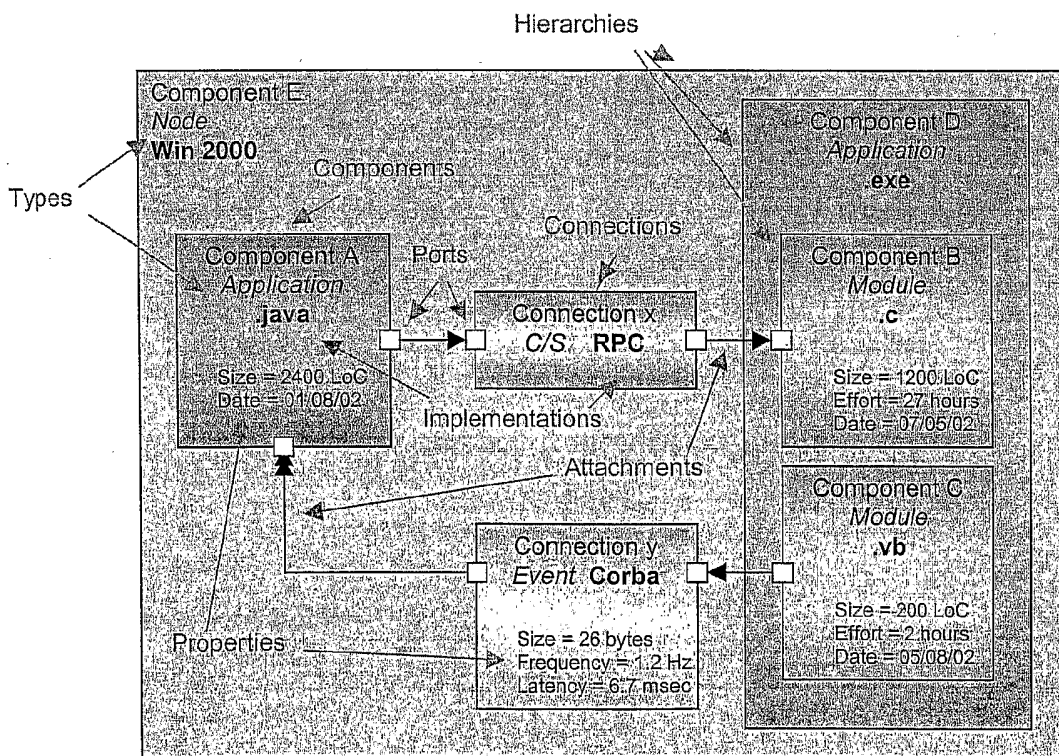 Hierarchies
Component E
Node
Win 2000
Types
Components
Component A
Application
.java
Size = 2400 LoC
Date = 01/08/02
Ports
Connections
Connection x
C/S. RPC
Implementations
Attachments
Component D
Application
.exe
Component B
Module
.c
Size = 1200 LoC
Effort = 27 hours
Date = 07/05/02
Component C
Module
.vb
Size = 200 LoC
Effort = 2 hours
Date = 05/08/02
Connection y
Event Corba
Size = 26 bytes
Frequency = 1.2 Hz
Latency = 6.7 msec
Properties